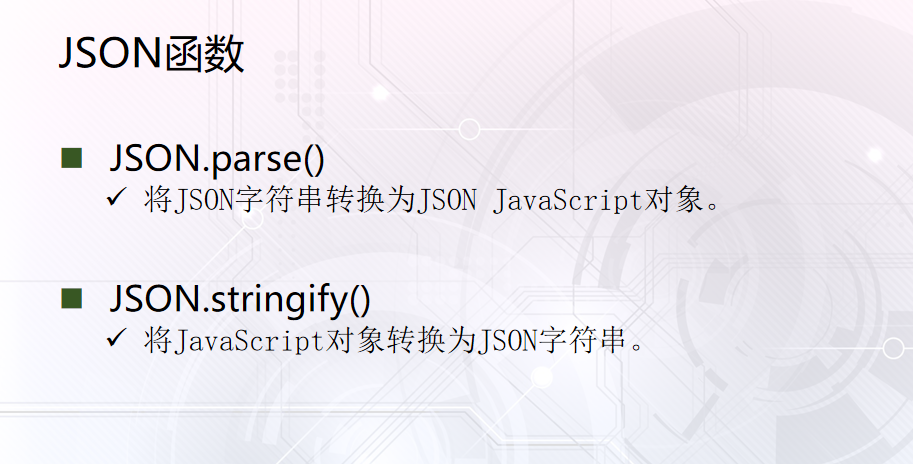 JSON函数
JSON.parse()
将JSON字符串转换为JSON JavaScript对象。
JSON.stringify()
将JavaScript对象转换为JSON字符串。